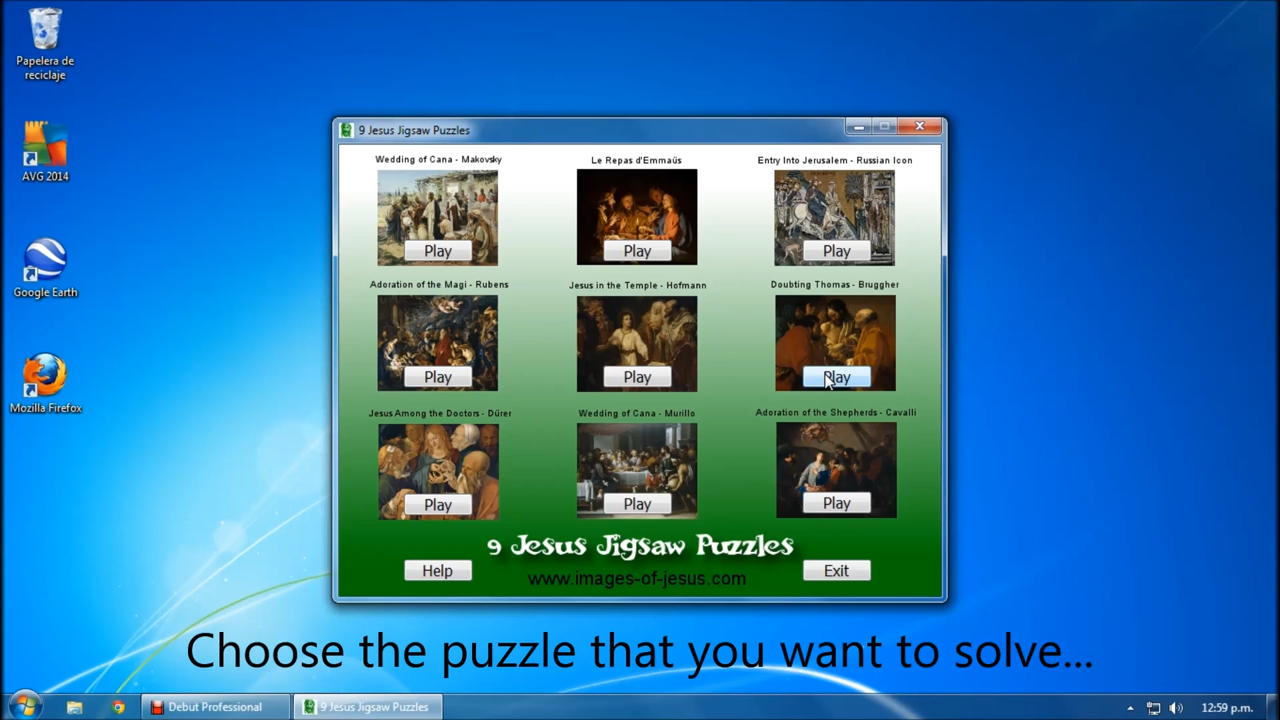 Papelera de
reciclaje
AVG 2014
Google Earth
Mozilla Firefox
9 Jesus Jigsaw Puzzles
Wedding of Cana - Makovsky
Le Repas d'Emmaüs
Entry Into Jerusalem - Russian Icon
Play
Play
Play
Adoration of the Magi - Rubens
Jesus in the Temple - Hofmann
Doubting Thomas - Bruggher
Play
Play
Play
Jesus Among the Doctors - Dürer
Wedding of Cana - Murillo
Adoration of the Shepherds - Cavalli
Play
Play
Play
9 Jesus Jigsaw Puzzles
www.images-of-jesus.com
Help
Exit
Choose the puzzle that you want to solve...
Debut Professional
9 Jesus Jigsaw Puzzles
12:59 p.m.